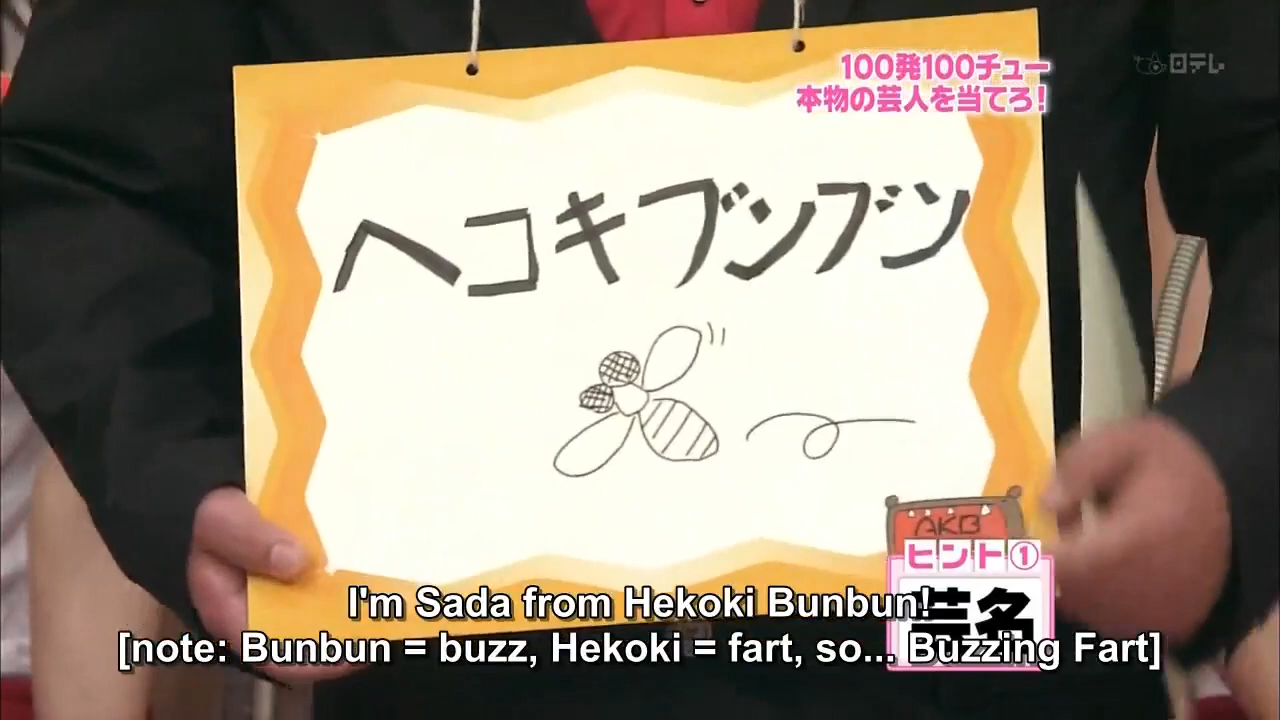 100発100チュー
本物の芸人を当てろ!
日テレ
ヘコキブンブン
AKB
ヒント①
芸名
I'm Sada from Hekoki Bunbun!
[note: Bunbun = buzz, Hekoki = fart, so... Buzzing Fart]